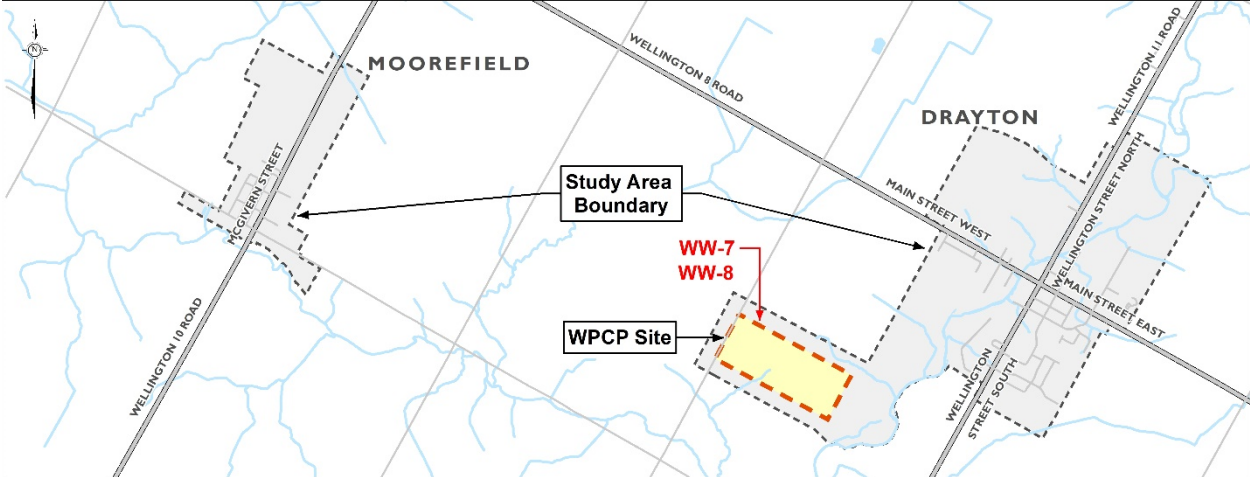 N
MOOREFIELD
WELLINGTON 8 ROAD
WELLINGTON 11 ROAD
DRAYTON
Study Area
Boundary
MCGIVERN STREET
MAIN STREET WEST
WELLINGTON STREET NORTH
WW-7
WW-8
MAIN STREET EAST
WPCP Site
WELLINGTON 10 ROAD
WELLINGTON
STREET SOUTH